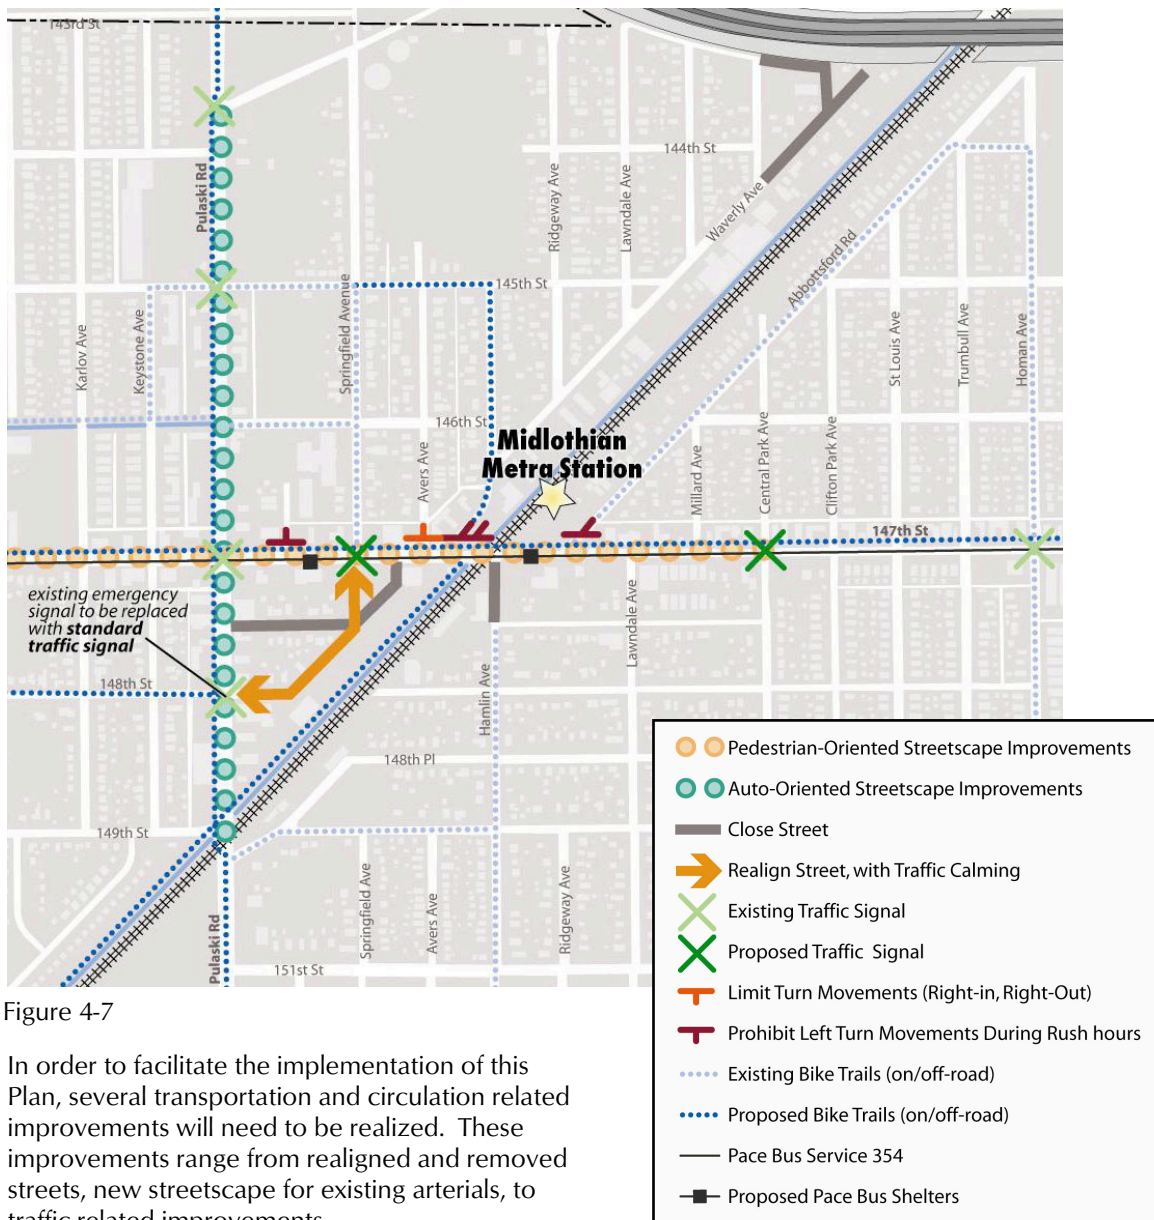 143rd St
144th St
Pulaski Rd
Ridgeway Ave
Lawndale Ave
Waverly Ave
Abbottsford Rd
145th St
Springfield Avenue
Karlov Ave
Keystone Ave
St Louis Ave
Trumbull Ave
Homan Ave
146th St
Midlothian
Metra Station
Avers Ave
Millard Ave
Central Park Ave
Clifton Park Ave
147th St
existing emergency
signal to be replaced
with standard
traffic signal
Lawndale Ave
148th St
Hamlin Ave
148th Pl
149th St
Springfield Ave
Avers Ave
Ridgeway Ave
Pulaski Rd
151st St
Pedestrian-Oriented Streetscape Improvements
Auto-Oriented Streetscape Improvements
Close Street
Realign Street, with Traffic Calming
Existing Traffic Signal
Proposed Traffic Signal
Limit Turn Movements (Right-in, Right-Out)
Prohibit Left Turn Movements During Rush hours
Existing Bike Trails (on/off-road)
Proposed Bike Trails (on/off-road)
Pace Bus Service 354
Proposed Pace Bus Shelters
Figure 4-7
In order to facilitate the implementation of this
Plan, several transportation and circulation related
improvements will need to be realized. These
improvements range from realigned and removed
streets, new streetscape for existing arterials, to
traffic related improvements